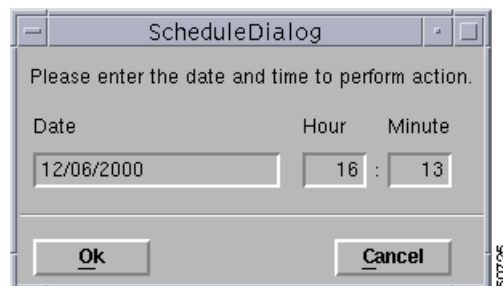 ScheduleDialog
Please enter the date and time to perform action.
Date Hour Minute
12/06/2000 16 : 13
Ok Cancel